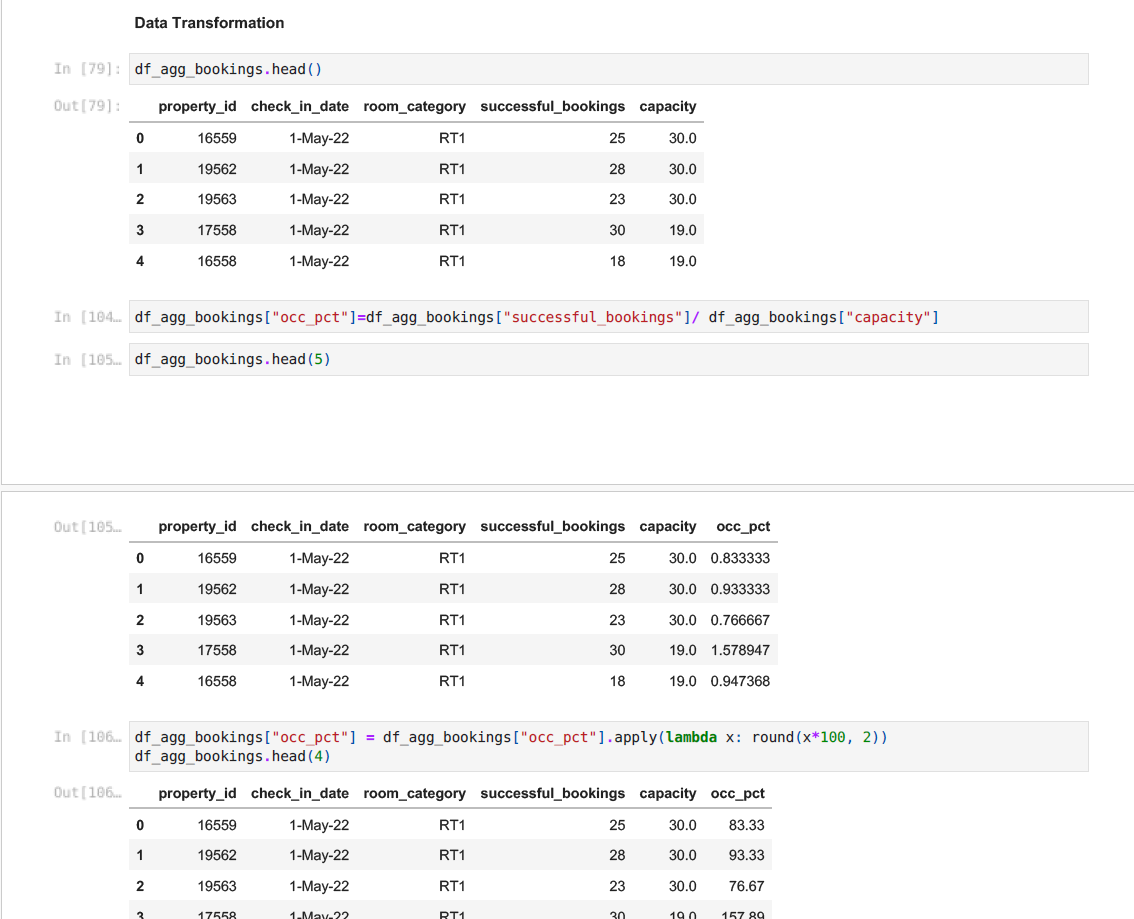 Data Transformation
In [79]: df_agg_bookings.head()
Out[79]: property_id check_in_date room_category successful_bookings capacity
0 16559 1-May-22 RT1 25 30.0
1 19562 1-May-22 RT1 28 30.0
2 19563 1-May-22 RT1 23 30.0
3 17558 1-May-22 RT1 30 19.0
4 16558 1-May-22 RT1 18 19.0
In [104… df_agg_bookings["occ_pct"]=df_agg_bookings["successful_bookings"]/ df_agg_bookings["capacity"]
In [105… df_agg_bookings.head(5)
Out[105… property_id check_in_date room_category successful_bookings capacity occ_pct
0 16559 1-May-22 RT1 25 30.0 0.833333
1 19562 1-May-22 RT1 28 30.0 0.933333
2 19563 1-May-22 RT1 23 30.0 0.766667
3 17558 1-May-22 RT1 30 19.0 1.578947
4 16558 1-May-22 RT1 18 19.0 0.947368
In [106… df_agg_bookings["occ_pct"] = df_agg_bookings["occ_pct"].apply(lambda x: round(x*100, 2))
df_agg_bookings.head(4)
Out[106… property_id check_in_date room_category successful_bookings capacity occ_pct
0 16559 1-May-22 RT1 25 30.0 83.33
1 19562 1-May-22 RT1 28 30.0 93.33
2 19563 1-May-22 RT1 23 30.0 76.67
3 17558 1-May-22 RT1 30 19.0 157.89